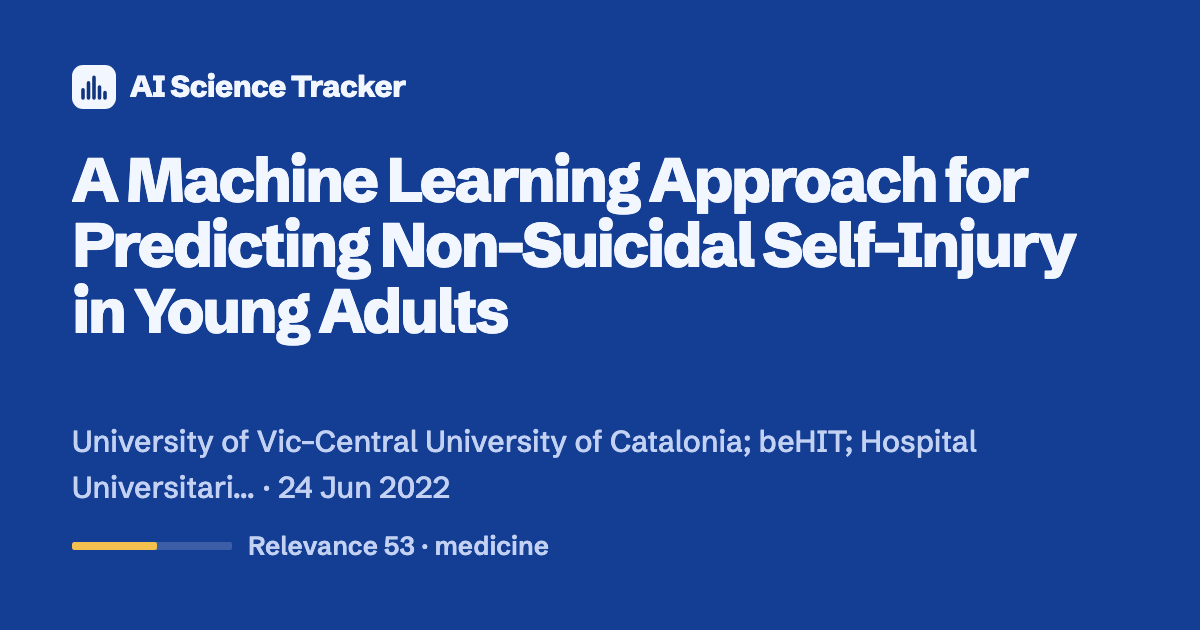 AI Science Tracker
A Machine Learning Approach for
Predicting Non-Suicidal Self-Injury
in Young Adults
University of Vic–Central University of Catalonia; beHIT; Hospital
Universitari... · 24 Jun 2022
Relevance 53 · medicine